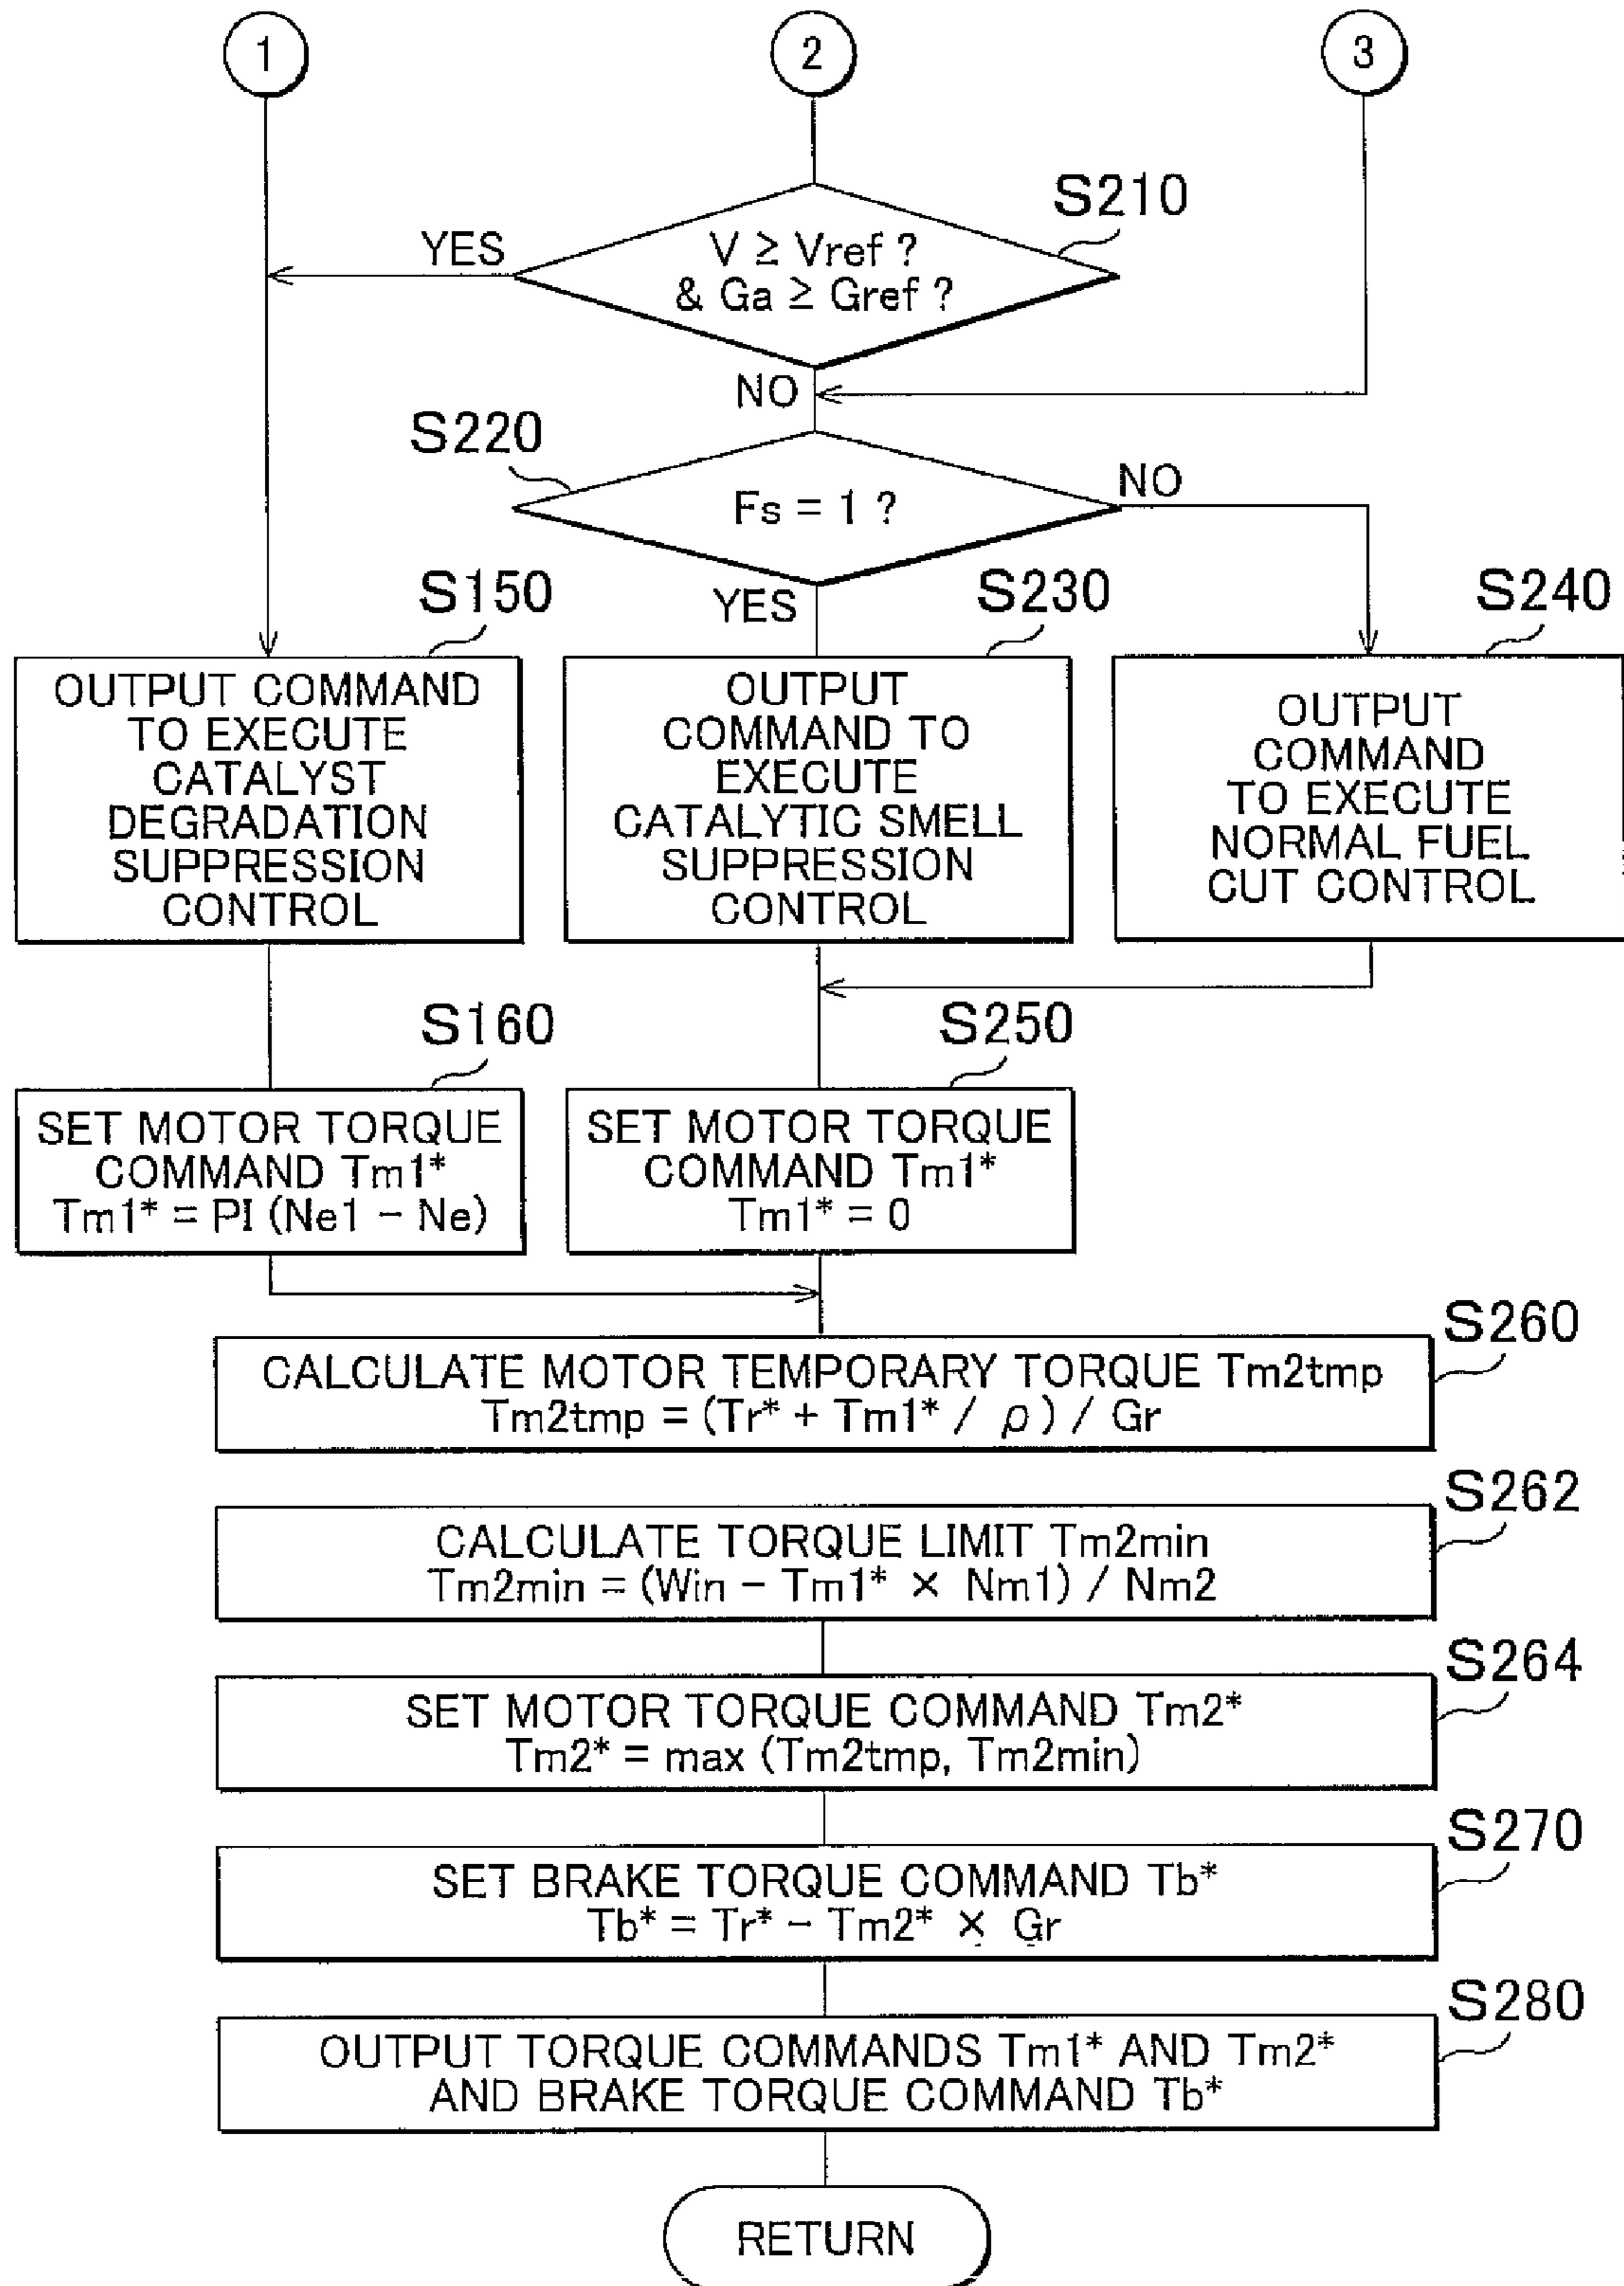 1
2
3
S210
YES
V ≥ Vref ?
& Ga ≥ Gref ?
NO
S220
NO
Fs = 1 ?
YES
S150
S230
S240
OUTPUT COMMAND
TO EXECUTE
CATALYST
DEGRADATION
SUPPRESSION
CONTROL
OUTPUT
COMMAND TO
EXECUTE
CATALYTIC SMELL
SUPPRESSION
CONTROL
OUTPUT
COMMAND
TO EXECUTE
NORMAL FUEL
CUT CONTROL
S160
S250
SET MOTOR TORQUE
COMMAND Tm1*
Tm1* = PI (Ne1 – Ne)
SET MOTOR TORQUE
COMMAND Tm1*
Tm1* = 0
S260
CALCULATE MOTOR TEMPORARY TORQUE Tm2tmp
Tm2tmp = (Tr* + Tm1* / ρ) / Gr
S262
CALCULATE TORQUE LIMIT Tm2min
Tm2min = (Win – Tm1* × Nm1) / Nm2
S264
SET MOTOR TORQUE COMMAND Tm2*
Tm2* = max (Tm2tmp, Tm2min)
S270
SET BRAKE TORQUE COMMAND Tb*
Tb* = Tr* – Tm2* × Gr
S280
OUTPUT TORQUE COMMANDS Tm1* AND Tm2*
AND BRAKE TORQUE COMMAND Tb*
RETURN